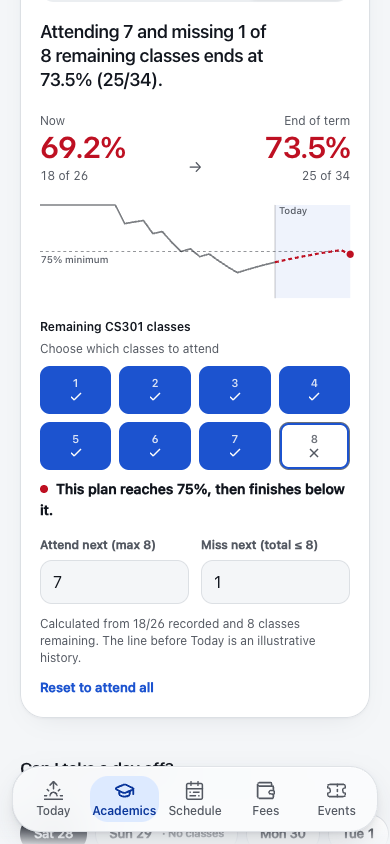 Attending 7 and missing 1 of
8 remaining classes ends at
73.5% (25/34).
Now
End of term
69.2%
→
73.5%
18 of 26
25 of 34
Today
75% minimum
Remaining CS301 classes
Choose which classes to attend
1
2
3
4
5
6
7
8
This plan reaches 75%, then finishes below
it.
Attend next (max 8)
Miss next (total ≤ 8)
7
1
Calculated from 18/26 recorded and 8 classes
remaining. The line before Today is an illustrative
history.
Reset to attend all
Can I take a day off?
Today
Academics
Schedule
Fees
Events
Sat 28
Sun 29 · No classes
Mon 30
Tue 1